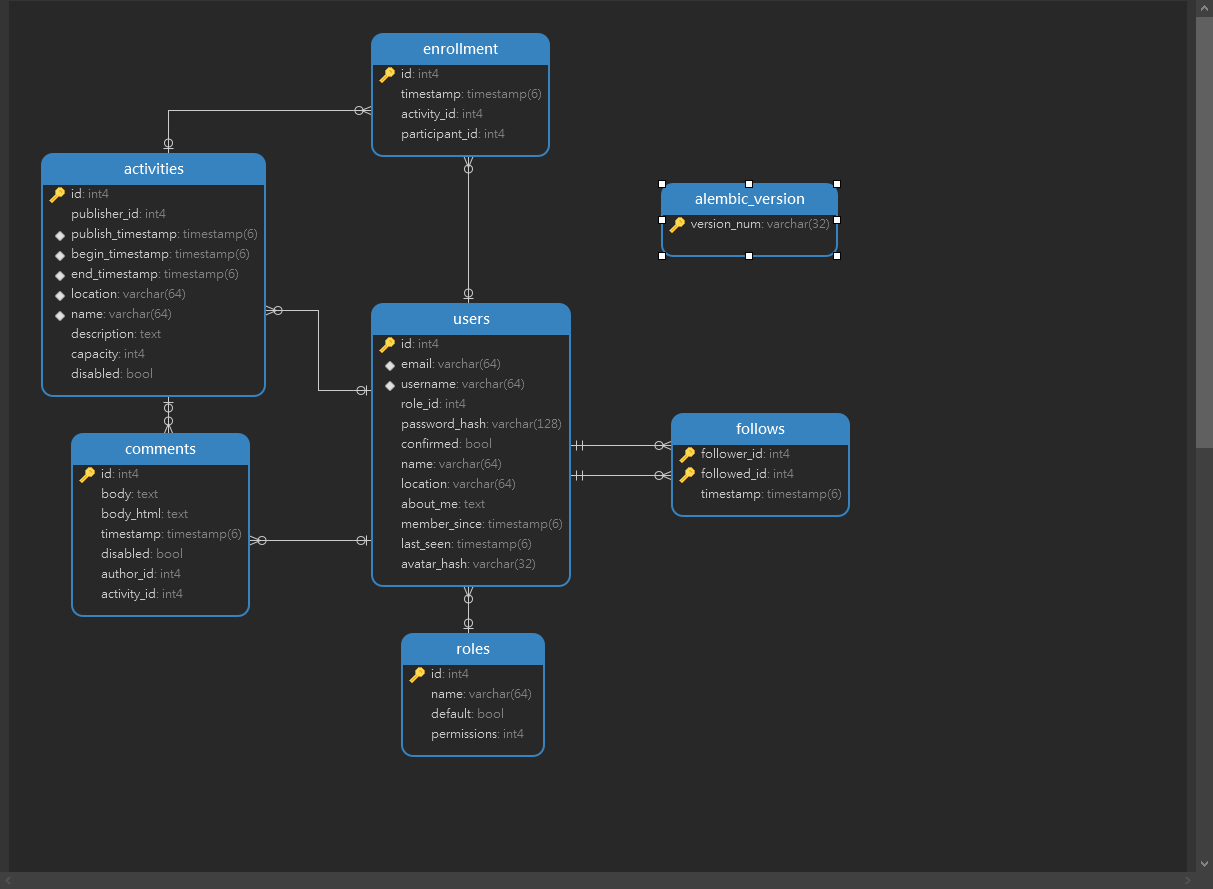 enrollment
id: int4
timestamp: timestamp(6)
activity_id: int4
participant_id: int4
activities
id: int4
publisher_id: int4
publish_timestamp: timestamp(6)
begin_timestamp: timestamp(6)
end_timestamp: timestamp(6)
location: varchar(64)
name: varchar(64)
description: text
capacity: int4
disabled: bool
alembic_version
version_num: varchar(32)
users
id: int4
email: varchar(64)
username: varchar(64)
role_id: int4
password_hash: varchar(128)
confirmed: bool
name: varchar(64)
location: varchar(64)
about_me: text
member_since: timestamp(6)
last_seen: timestamp(6)
avatar_hash: varchar(32)
follows
follower_id: int4
followed_id: int4
timestamp: timestamp(6)
comments
id: int4
body: text
body_html: text
timestamp: timestamp(6)
disabled: bool
author_id: int4
activity_id: int4
roles
id: int4
name: varchar(64)
default: bool
permissions: int4